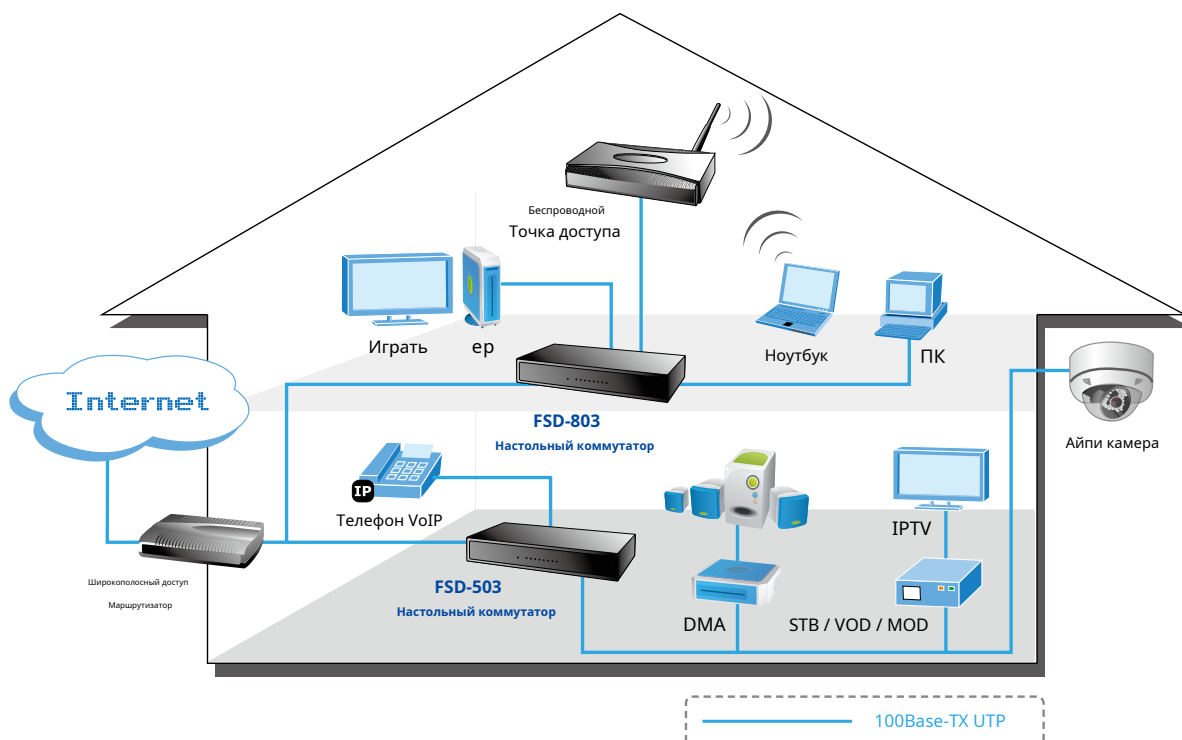 Беспроводной
Точка доступа
Играть ер
Ноутбук
ПК
Internet
FSD-803
Настольный коммутатор
Айпи камера
IP
Телефон VoIP
IPTV
Широкополосный доступ
Маршрутизатор
FSD-503
Настольный коммутатор
DMA
STB / VOD / MOD
100Base-TX UTP